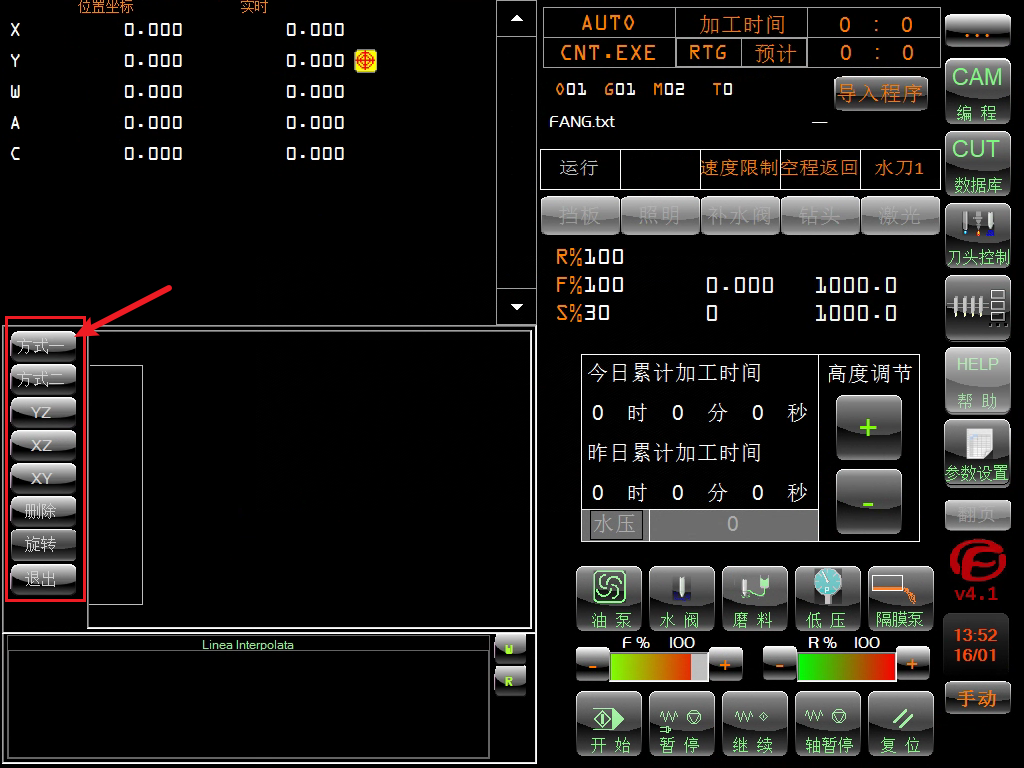 位置坐标 实时
X 0.000 0.000
Y 0.000 0.000
W 0.000 0.000
A 0.000 0.000
C 0.000 0.000
AUTO 加工时间 0 : 0
CNT.EXE RTG 预计 0 : 0
O01 G01 M02 T0
导入程序
FANG.txt —
运行 速度限制 空程返回 水刀1
挡板 照明 补水阀 钻头 激光
R%100
F%100 0.000 1000.0
S%30 0 1000.0
方式一
方式二
YZ
XZ
XY
删除
旋转
退出
今日累计加工时间
0 时 0 分 0 秒
昨日累计加工时间
0 时 0 分 0 秒
水压 0
高度调节
+
-
油泵 水阀 磨料 低压 隔膜泵
F % 100 R % 100
- + - +
开始 暂停 继续 轴暂停 复位
Linea Interpolata
W
R
...
CAM
编程
CUT
数据库
刀头控制
HELP
帮助
参数设置
翻页
v4.1
13:52
16/01
手动